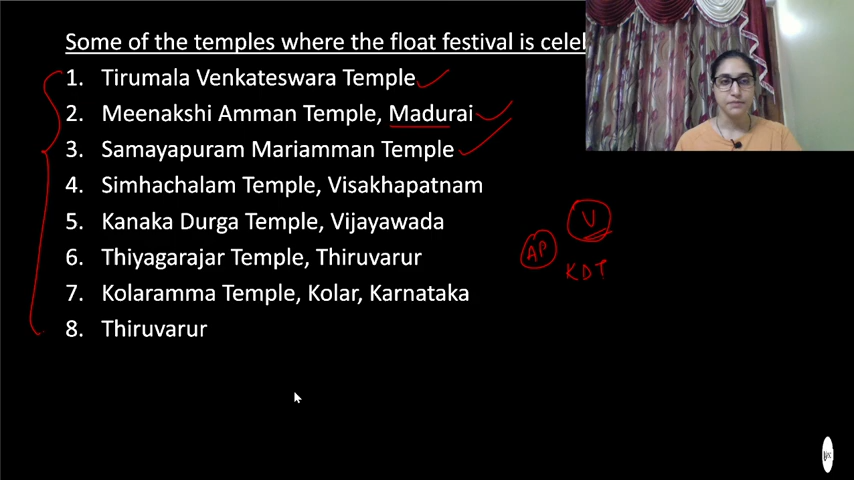 Some of the temples where the float festival is cele
1. Tirumala Venkateswara Temple
2. Meenakshi Amman Temple, Madurai
3. Samayapuram Mariamman Temple
4. Simhachalam Temple, Visakhapatnam
5. Kanaka Durga Temple, Vijayawada
6. Thiyagarajar Temple, Thiruvarur
7. Kolaramma Temple, Kolar, Karnataka
8. Thiruvarur
V
AP
KDT